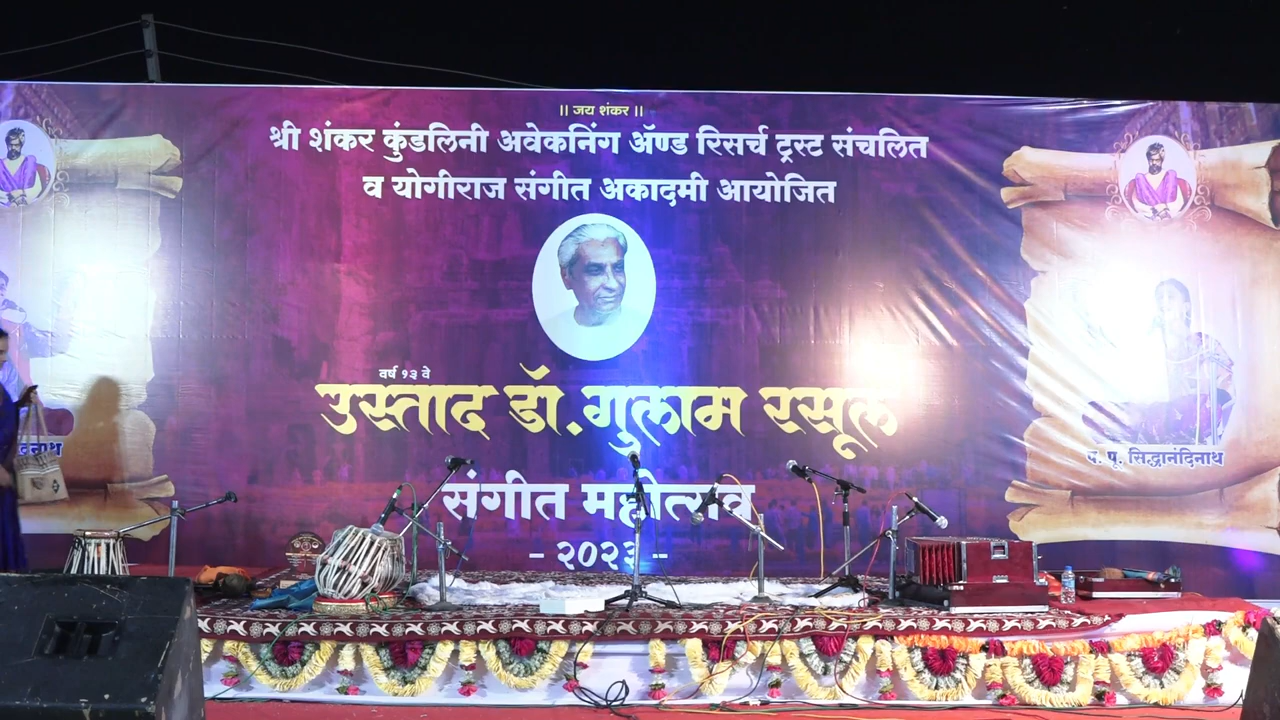 ॥ जय शंकर ॥
श्री शंकर कुंडलिनी अवेकनिंग ॲण्ड रिसर्च ट्रस्ट संचलित
व योगीराज संगीत अकादमी आयोजित
वर्ष १३ वे
उस्ताद डॉ. गुलाम रसूल
संगीत महोत्सव
- २०२३ -
प. पू. सिद्धानंदिनाथ